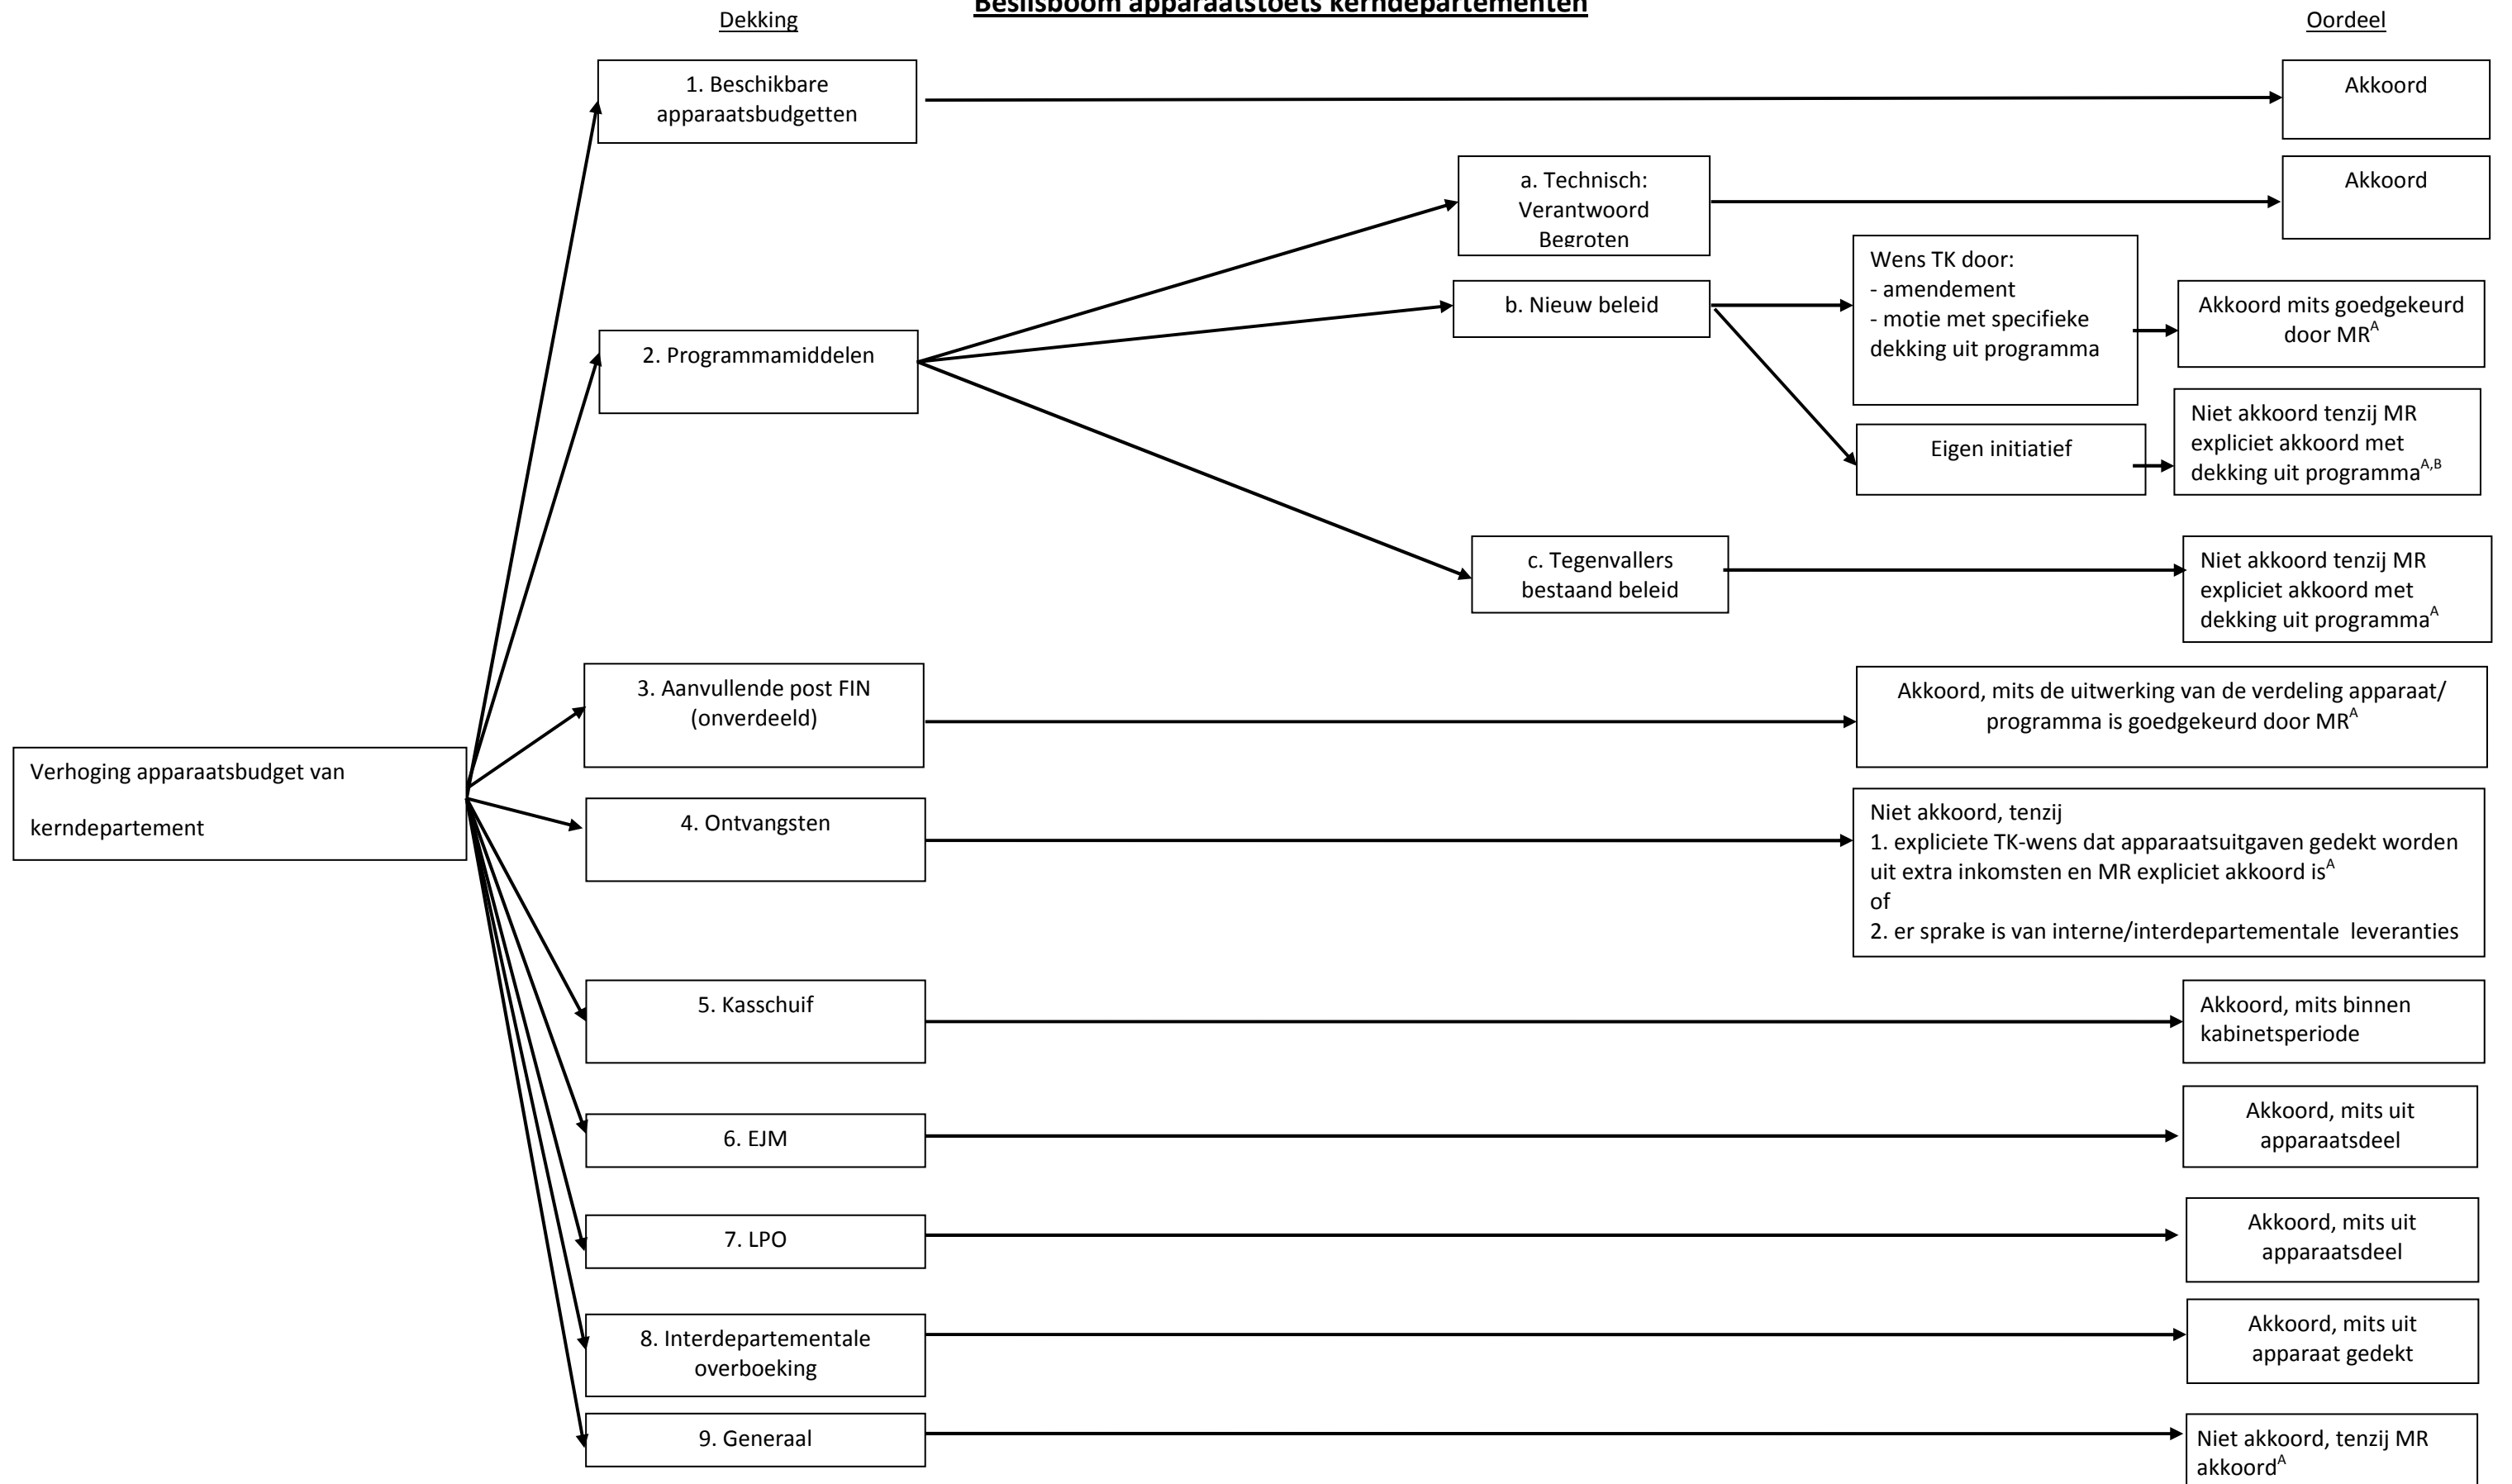 Beslisboom apparaatstoets kerndepartementen
Dekking
Oordeel
1. Beschikbare
apparaatsbudgetten
Akkoord
a. Technisch:
Verantwoord
Begroten
Akkoord
2. Programmamiddelen
b. Nieuw beleid
Wens TK door:
- amendement
- motie met specifieke
dekking uit programma
Akkoord mits goedgekeurd
door MR^A
Eigen initiatief
Niet akkoord tenzij MR
expliciet akkoord met
dekking uit programma^A,B
c. Tegenvallers
bestaand beleid
Niet akkoord tenzij MR
expliciet akkoord met
dekking uit programma^A
Verhoging apparaatsbudget van
kerndepartement
3. Aanvullende post FIN
(onverdeeld)
Akkoord, mits de uitwerking van de verdeling apparaat/
programma is goedgekeurd door MR^A
4. Ontvangsten
Niet akkoord, tenzij
1. expliciete TK-wens dat apparaatsuitgaven gedekt worden
uit extra inkomsten en MR expliciet akkoord is^A
of
2. er sprake is van interne/interdepartementale leveranties
5. Kasschuif
Akkoord, mits binnen
kabinetsperiode
6. EJM
Akkoord, mits uit
apparaatsdeel
7. LPO
Akkoord, mits uit
apparaatsdeel
8. Interdepartementale
overboeking
Akkoord, mits uit
apparaat gedekt
9. Generaal
Niet akkoord, tenzij MR
akkoord^A